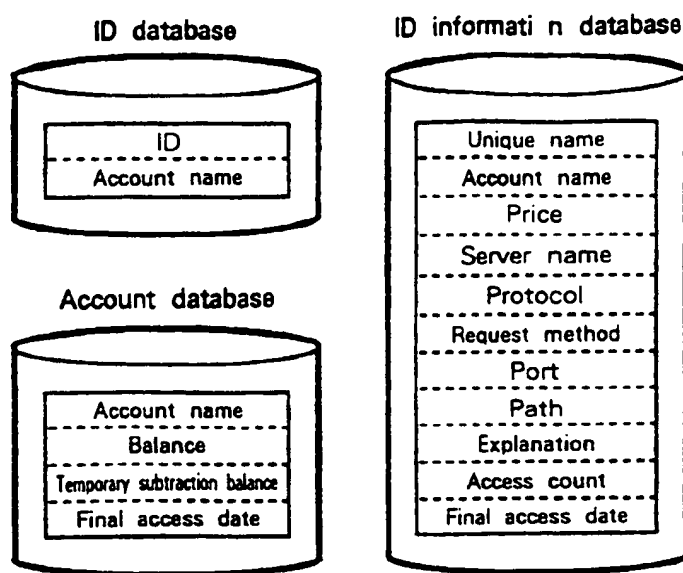 ID database
ID
Account name
Account database
Account name
Balance
Temporary subtraction balance
Final access date
ID informati n database
Unique name
Account name
Price
Server name
Protocol
Request method
Port
Path
Explanation
Access count
Final access date